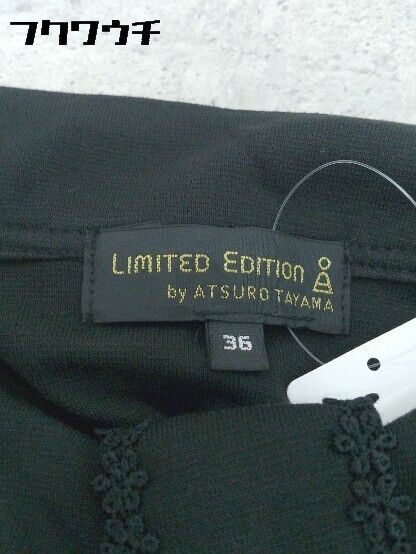 フクワウチ
LIMITED EDITION
by ATSURO TAYAMA
36